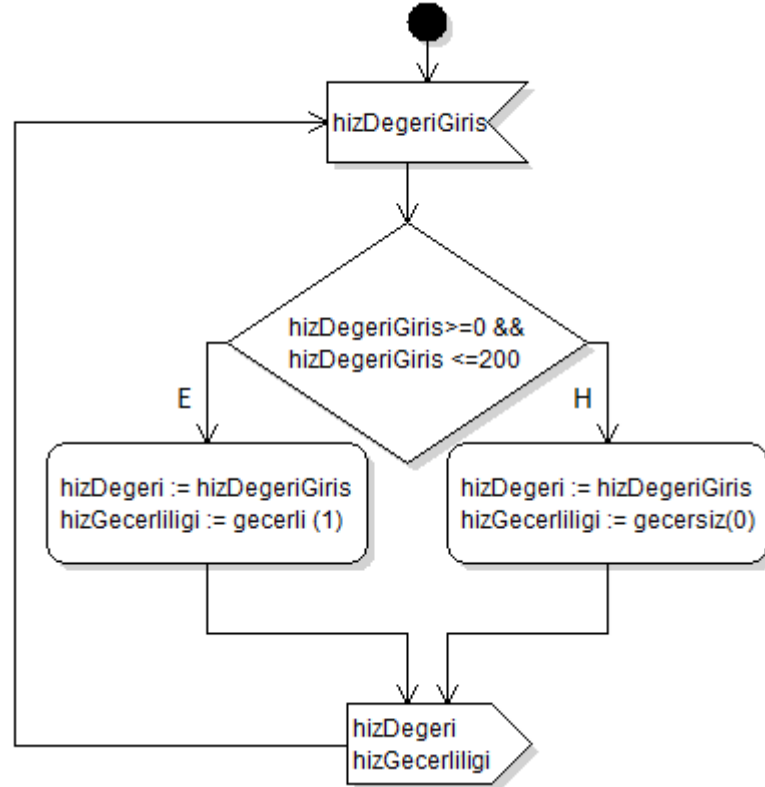 hizDegeriGiris
hizDegeriGiris>=0 &&
hizDegeriGiris <=200
E
H
hizDegeri := hizDegeriGiris
hizGecerliligi := gecerli (1)
hizDegeri := hizDegeriGiris
hizGecerliligi := gecersiz(0)
hizDegeri
hizGecerliligi